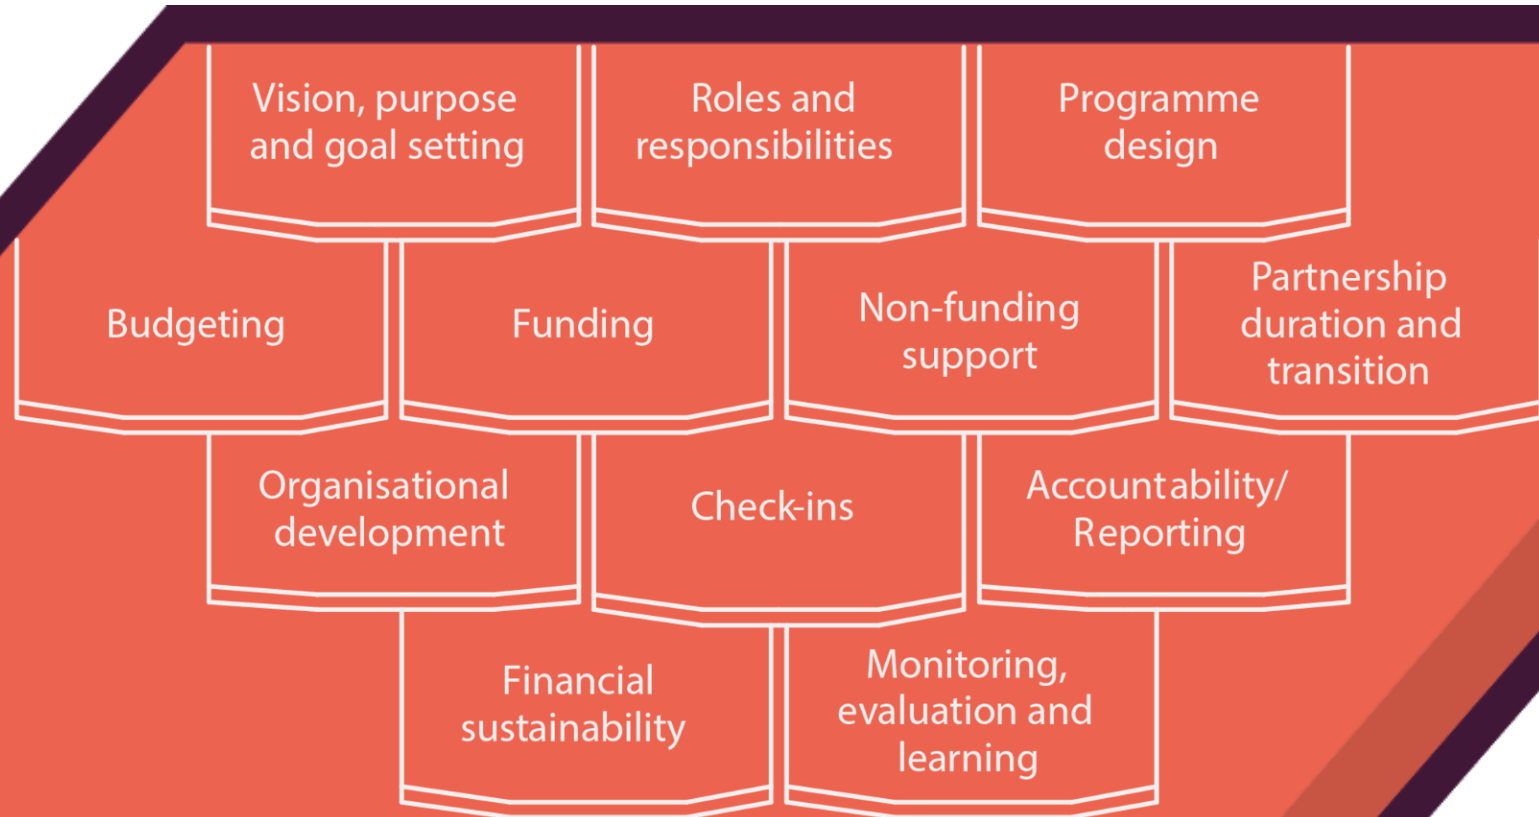 Vision, purpose
and goal setting
Roles and
responsibilities
Programme
design
Budgeting
Funding
Non-funding
support
Partnership
duration and
transition
Organisational
development
Check-ins
Accountability/
Reporting
Financial
sustainability
Monitoring,
evaluation and
learning